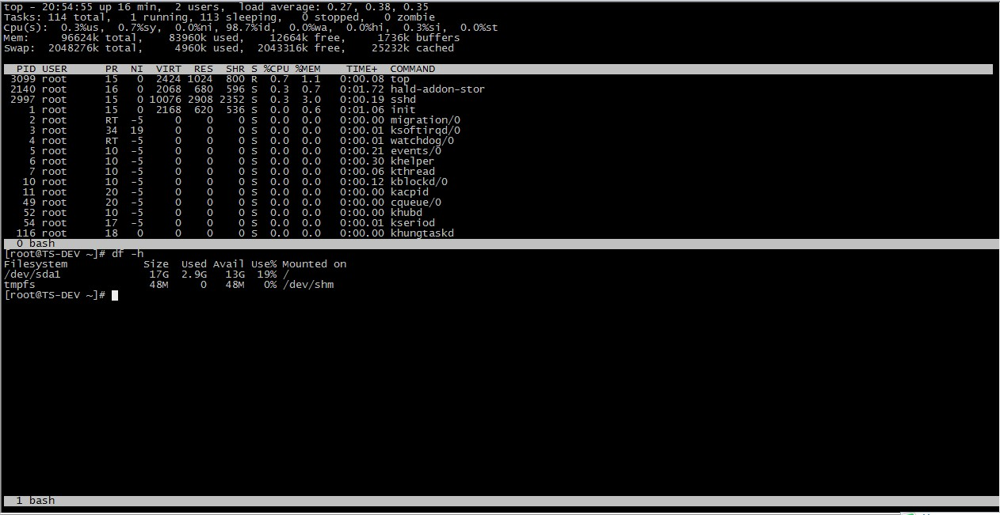 top - 20:54:55 up 16 min,  2 users,  load average: 0.27, 0.38, 0.35
Tasks: 114 total,   1 running, 113 sleeping,   0 stopped,   0 zombie
Cpu(s):  0.3%us,  0.7%sy,  0.0%ni, 98.7%id,  0.0%wa,  0.0%hi,  0.3%si,  0.0%st
Mem:     96624k total,    83960k used,    12664k free,     1736k buffers
Swap:  2048276k total,     4960k used,  2043316k free,    25232k cached
  PID USER      PR  NI  VIRT  RES  SHR S %CPU %MEM    TIME+  COMMAND
 3099 root      15   0  2424 1024  800 R  0.7  1.1   0:00.08 top
 2140 root      16   0  2068  680  596 S  0.3  0.7   0:01.72 hald-addon-stor
 2997 root      15   0 10076 2908 2352 S  0.3  3.0   0:00.19 sshd
    1 root      15   0  2168  620  536 S  0.0  0.6   0:01.06 init
    2 root      RT  -5     0    0    0 S  0.0  0.0   0:00.00 migration/0
    3 root      34  19     0    0    0 S  0.0  0.0   0:00.01 ksoftirqd/0
    4 root      RT  -5     0    0    0 S  0.0  0.0   0:00.01 watchdog/0
    5 root      10  -5     0    0    0 S  0.0  0.0   0:00.21 events/0
    6 root      10  -5     0    0    0 S  0.0  0.0   0:00.30 khelper
    7 root      10  -5     0    0    0 S  0.0  0.0   0:00.06 kthread
   10 root      10  -5     0    0    0 S  0.0  0.0   0:00.12 kblockd/0
   11 root      20  -5     0    0    0 S  0.0  0.0   0:00.00 kacpid
   49 root      20  -5     0    0    0 S  0.0  0.0   0:00.00 cqueue/0
   52 root      10  -5     0    0    0 S  0.0  0.0   0:00.00 khubd
   54 root      17  -5     0    0    0 S  0.0  0.0   0:00.01 kseriod
  116 root      18   0     0    0    0 S  0.0  0.0   0:00.00 khungtaskd
  0 bash
[root@TS-DEV ~]# df -h
Filesystem            Size  Used Avail Use% Mounted on
/dev/sda1              17G  2.9G   13G  19% /
tmpfs                  48M     0   48M   0% /dev/shm
[root@TS-DEV ~]#
  1 bash